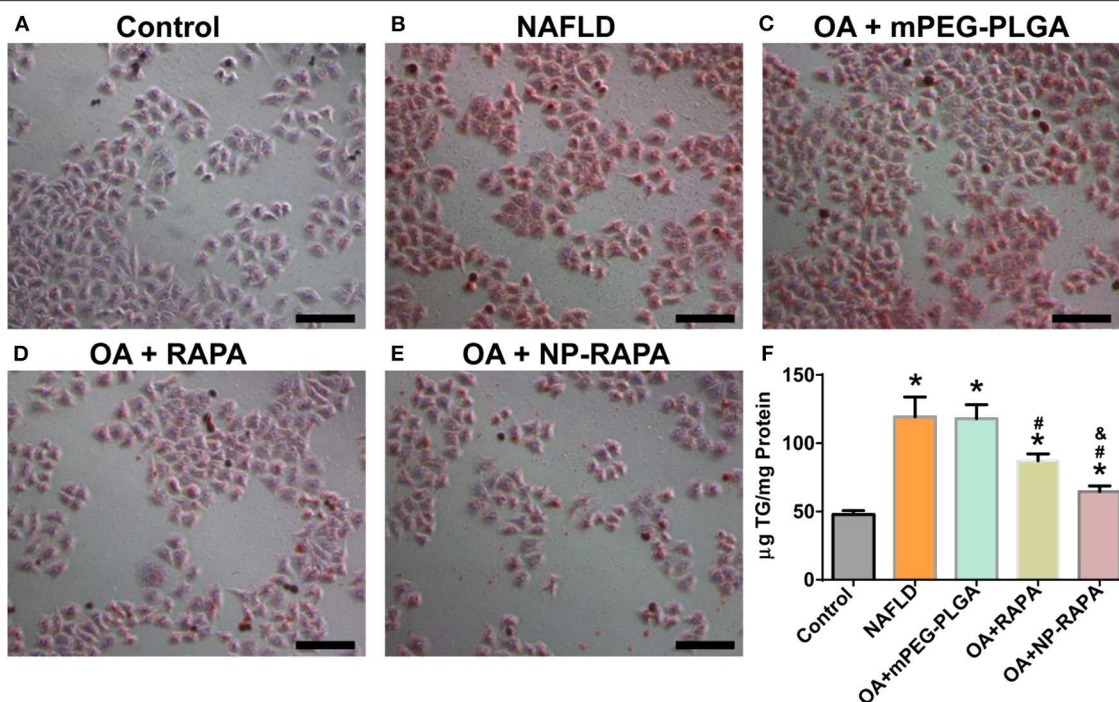 A Control
B NAFLD
C OA + mPEG-PLGA
D OA + RAPA
E OA + NP-RAPA
F
µg TG/mg Protein
150
100
50
0
*
*
#
*
&
#
*
Control
NAFLD
OA+mPEG-PLGA
OA+RAPA
OA+NP-RAPA